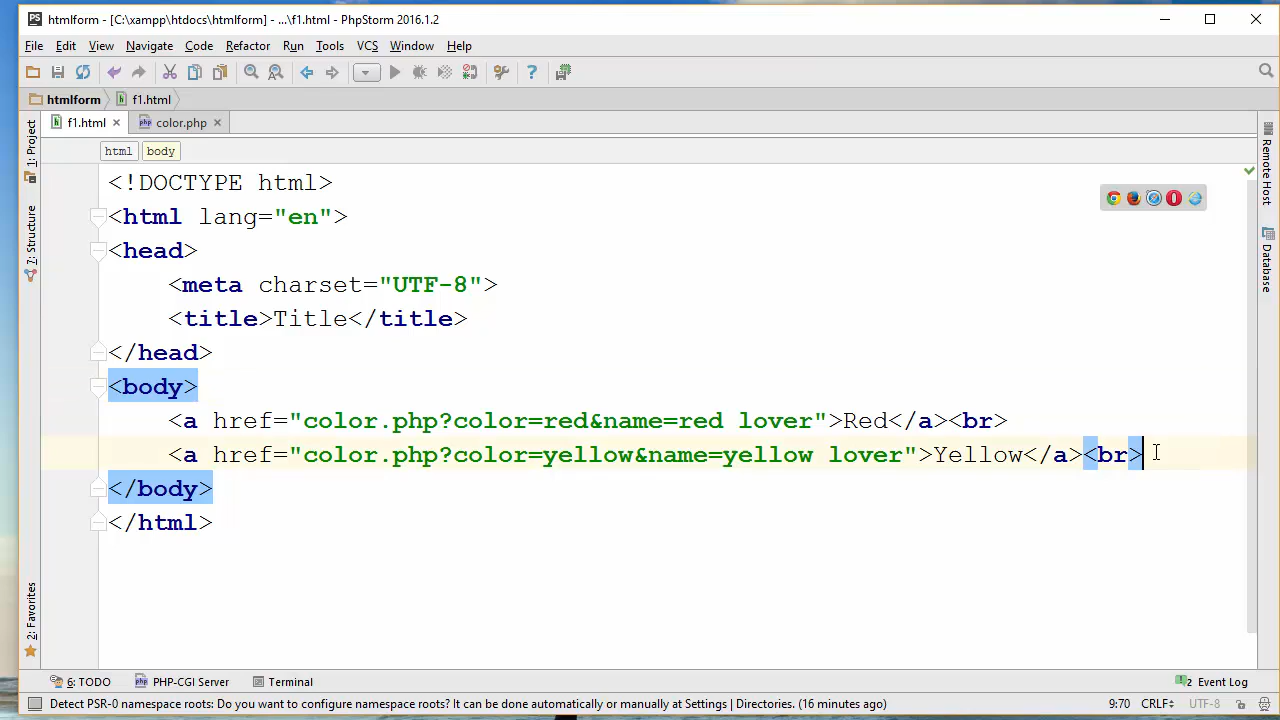 PS htmlform - [C:\xampp\htdocs\htmlform] - ...\f1.html - PhpStorm 2016.1.2
File Edit View Navigate Code Refactor Run Tools VCS Window Help
htmlform f1.html
f1.html color.php
html body
<!DOCTYPE html>
<html lang="en">
<head>
<meta charset="UTF-8">
<title>Title</title>
</head>
<body>
<a href="color.php?color=red&name=red lover">Red</a><br>
<a href="color.php?color=yellow&name=yellow lover">Yellow</a><br>
</body>
</html>
1: Project
7: Structure
2: Favorites
Remote Host
Database
6: TODO PHP-CGI Server Terminal 2 Event Log
Detect PSR-0 namespace roots: Do you want to configure namespace roots? It can be done automatically or manually at Settings | Directories. (16 minutes ago) 9:70 CRLF UTF-8